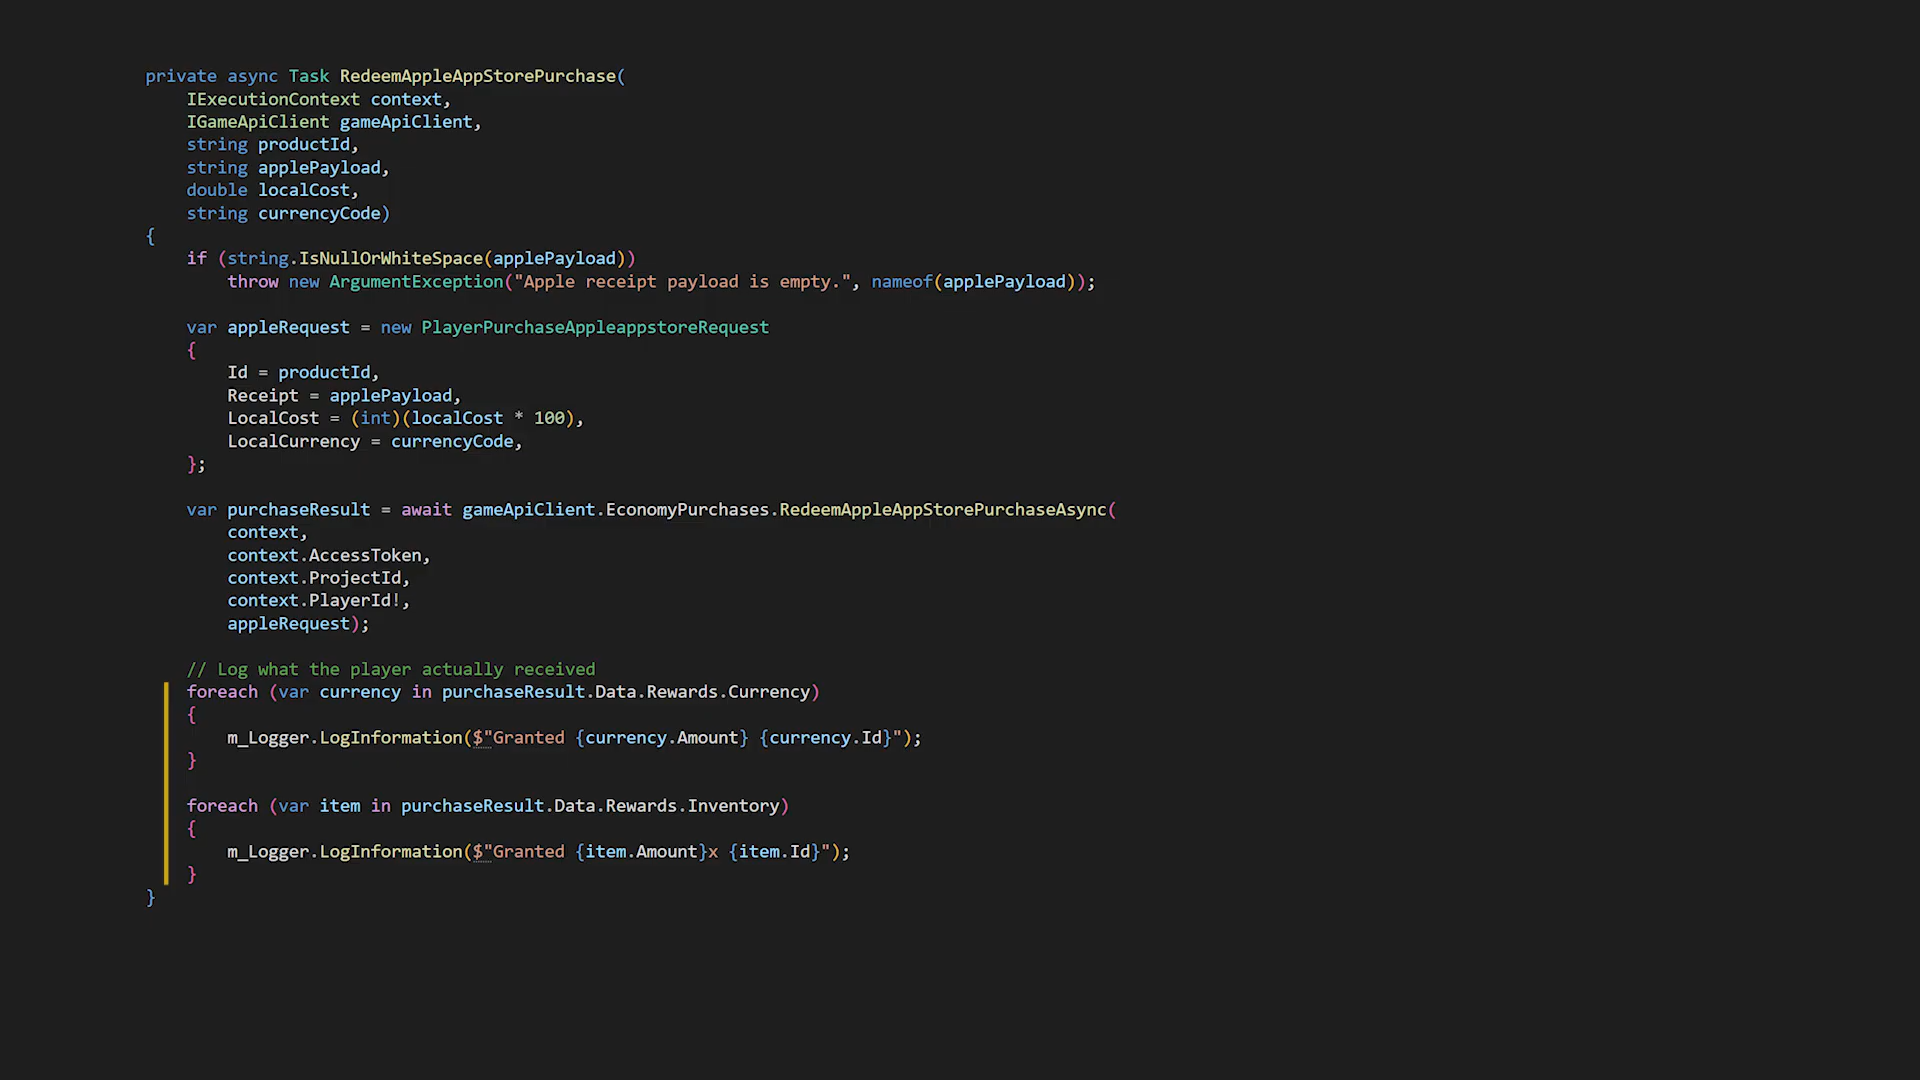 private async Task RedeemAppleAppStorePurchase(
    IExecutionContext context,
    IGameApiClient gameApiClient,
    string productId,
    string applePayload,
    double localCost,
    string currencyCode)
{
    if (string.IsNullOrWhiteSpace(applePayload))
        throw new ArgumentException("Apple receipt payload is empty.", nameof(applePayload));

    var appleRequest = new PlayerPurchaseAppleappstoreRequest
    {
        Id = productId,
        Receipt = applePayload,
        LocalCost = (int)(localCost * 100),
        LocalCurrency = currencyCode,
    };

    var purchaseResult = await gameApiClient.EconomyPurchases.RedeemAppleAppStorePurchaseAsync(
        context,
        context.AccessToken,
        context.ProjectId,
        context.PlayerId!,
        appleRequest);

    // Log what the player actually received
    foreach (var currency in purchaseResult.Data.Rewards.Currency)
    {
        m_Logger.LogInformation($"Granted {currency.Amount} {currency.Id}");
    }

    foreach (var item in purchaseResult.Data.Rewards.Inventory)
    {
        m_Logger.LogInformation($"Granted {item.Amount}x {item.Id}");
    }
}